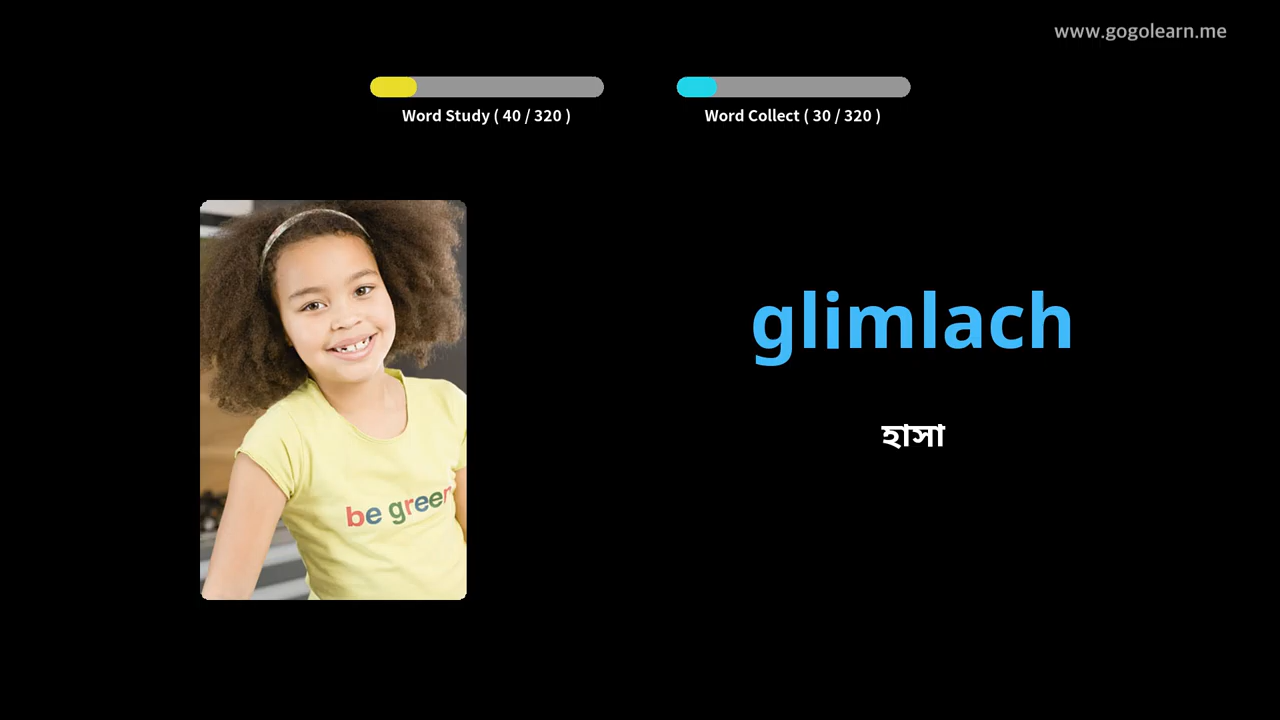 www.gogolearn.me
Word Study ( 40 / 320 )
Word Collect ( 30 / 320 )
be green
glimlach
হাসা